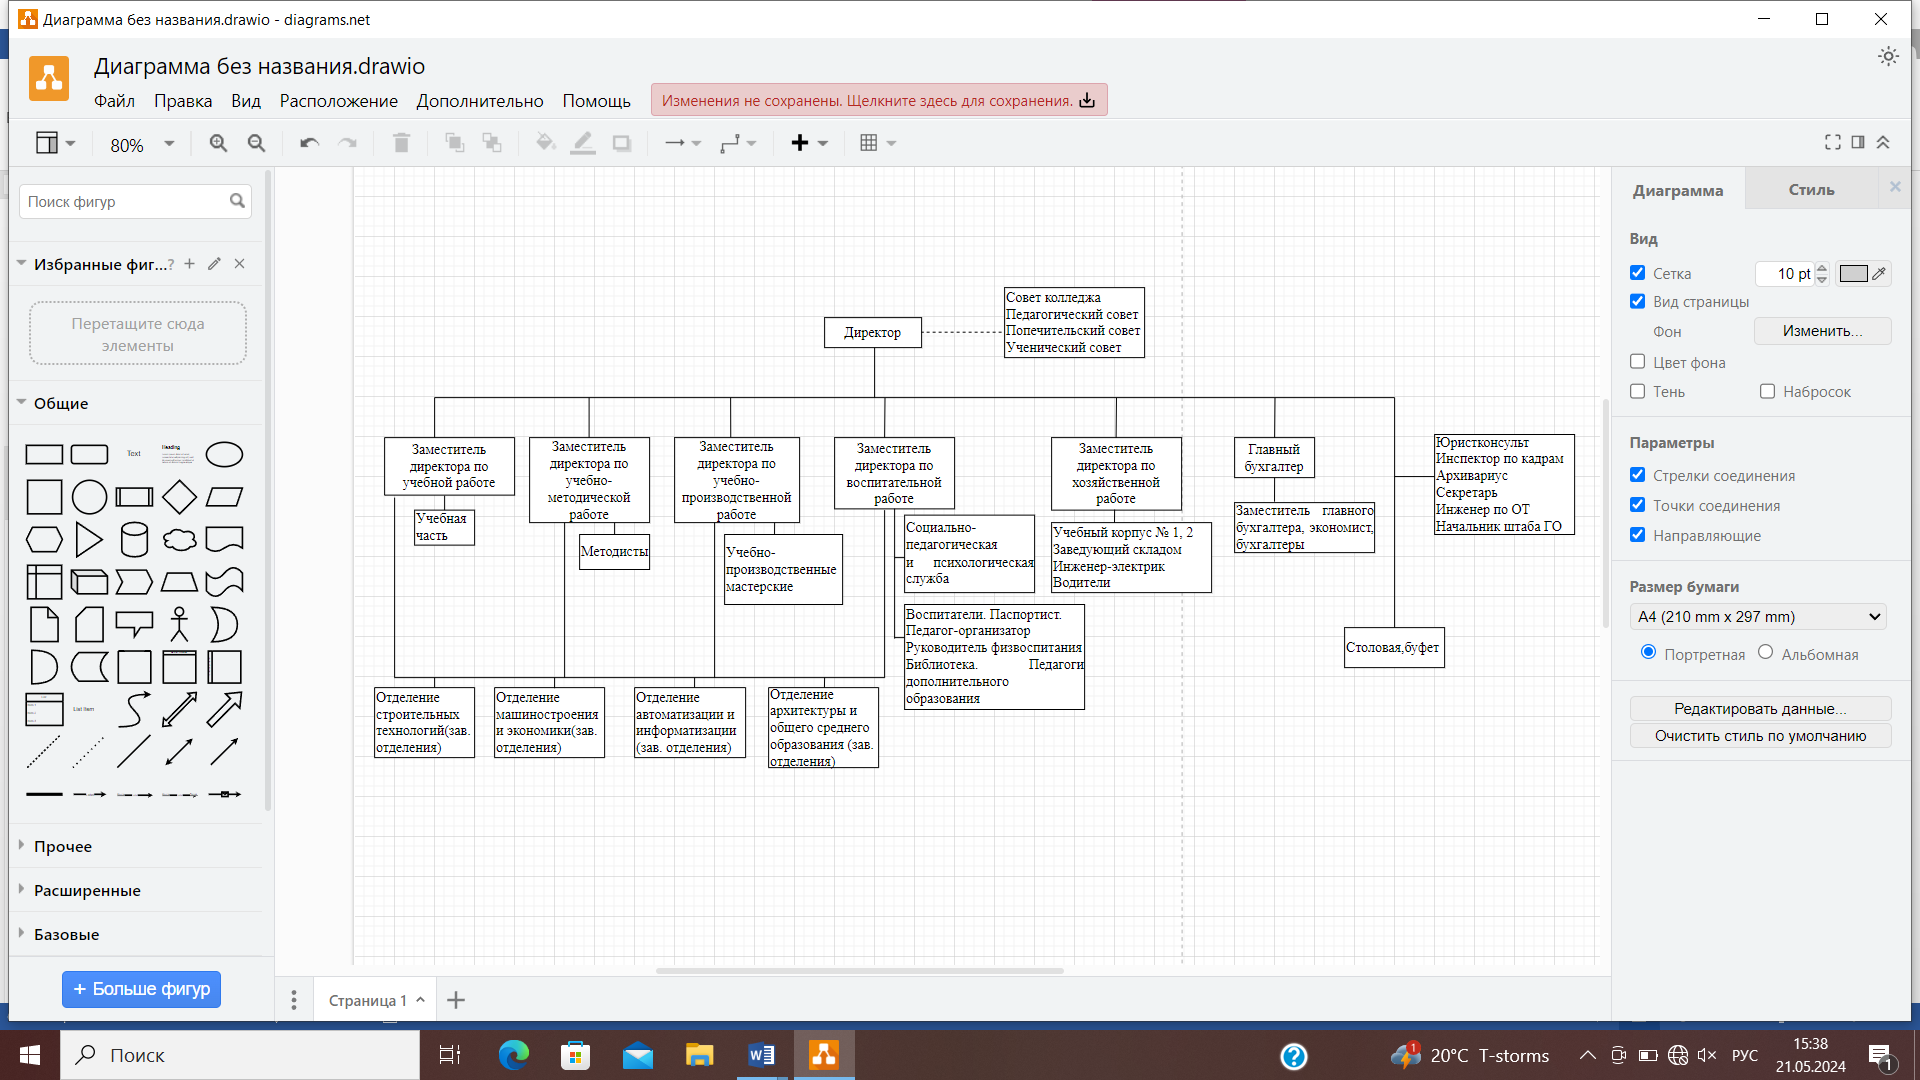 Диаграмма без названия.drawio - diagrams.net
Диаграмма без названия.drawio
Файл Правка Вид Расположение Дополнительно Помощь
Изменения не сохранены. Щелкните здесь для сохранения.
80%
Поиск фигур
Избранные фиг...?
Перетащите сюда
элементы
Общие
Text
Heading
List Item
Прочее
Расширенные
Базовые
+ Больше фигур
Директор
Совет колледжа
Педагогический совет
Попечительский совет
Ученический совет
Заместитель
директора по
учебной работе
Учебная
часть
Заместитель
директора по
учебно-
методической
работе
Методисты
Заместитель
директора по
учебно-
производственной
работе
Учебно-
производственные
мастерские
Заместитель
директора по
воспитательной
работе
Социально-
педагогическая
и психологическая
служба
Воспитатели. Паспортист.
Педагог-организатор
Руководитель физвоспитания
Библиотека. Педагоги
дополнительного
образования
Заместитель
директора по
хозяйственной
работе
Учебный корпус № 1, 2
Заведующий складом
Инженер-электрик
Водители
Главный
бухгалтер
Заместитель главного
бухгалтера, экономист,
бухгалтеры
Юристконсульт
Инспектор по кадрам
Архивариус
Секретарь
Инженер по ОТ
Начальник штаба ГО
Столовая,буфет
Отделение
строительных
технологий(зав.
отделения)
Отделение
машиностроения
и экономики(зав.
отделения)
Отделение
автоматизации и
информатизации
(зав. отделения)
Отделение
архитектуры и
общего среднего
образования (зав.
отделения)
Страница 1
Диаграмма Стиль
Вид
Сетка 10 pt
Вид страницы
Фон Изменить...
Цвет фона
Тень Набросок
Параметры
Стрелки соединения
Точки соединения
Направляющие
Размер бумаги
A4 (210 mm x 297 mm)
Портретная Альбомная
Редактировать данные...
Очистить стиль по умолчанию
Поиск
1
20°C T-storms
РУС
15:38
21.05.2024
1